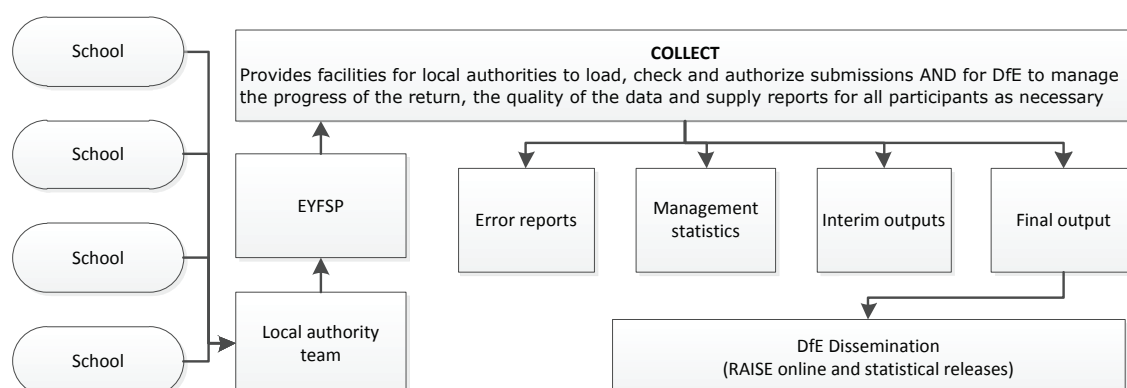 School
School
School
School
COLLECT
Provides facilities for local authorities to load, check and authorize submissions AND for DfE to manage
the progress of the return, the quality of the data and supply reports for all participants as necessary
EYFSP
Local authority
team
Error reports
Management
statistics
Interim outputs
Final output
DfE Dissemination
(RAISE online and statistical releases)